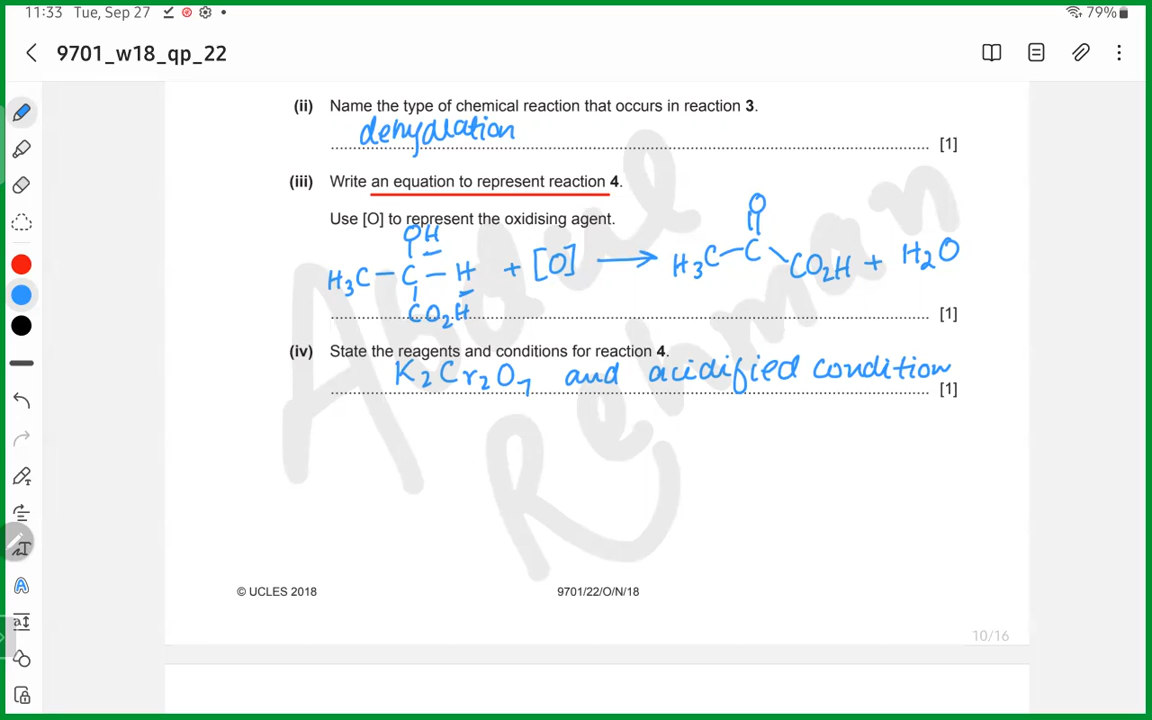 11:33 Tue, Sep 27
79%
9701_w18_qp_22
(ii) Name the type of chemical reaction that occurs in reaction 3.
dehydration
[1]
(iii) Write an equation to represent reaction 4.
Use [O] to represent the oxidising agent.
OH O
H3C – C – H + [O] → H3C – C CO2H + H2O
CO2H
[1]
(iv) State the reagents and conditions for reaction 4.
K2Cr2O7 and acidified condition
[1]
Abdul
Rehman
© UCLES 2018 9701/22/O/N/18
10/16